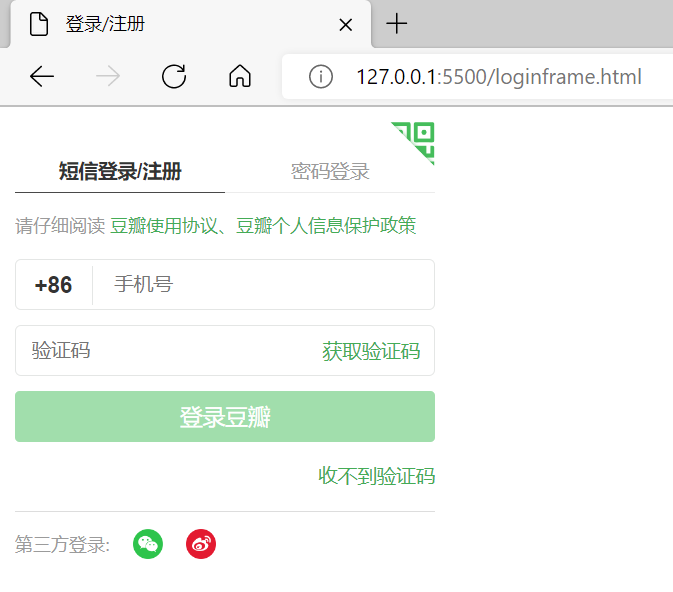 登录/注册
127.0.0.1:5500/loginframe.html
短信登录/注册 密码登录
请仔细阅读 豆瓣使用协议、豆瓣个人信息保护政策
+86 手机号
验证码 获取验证码
登录豆瓣
收不到验证码
第三方登录: